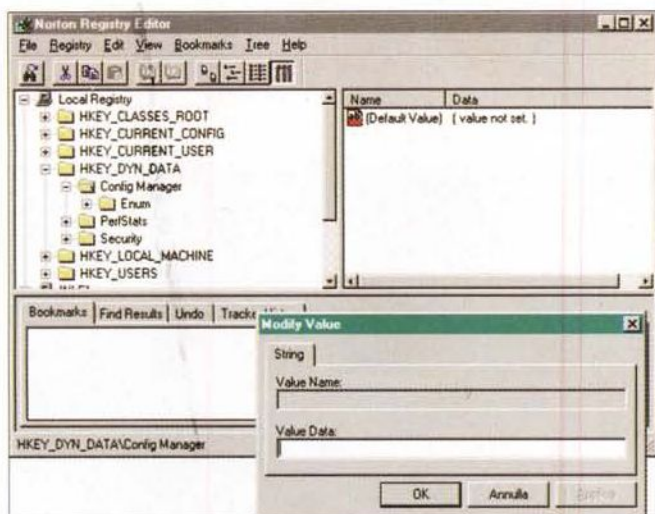 Norton Registry Editor
File Registry Edit View Bookmarks Tree Help
Local Registry
HKEY_CLASSES_ROOT
HKEY_CURRENT_CONFIG
HKEY_CURRENT_USER
HKEY_DYN_DATA
Config Manager
Enum
PerfStats
Security
HKEY_LOCAL_MACHINE
HKEY_USERS
Name Data
ab (Default Value) ( value not set. )
Bookmarks Find Results Undo
HKEY_DYN_DATA\Config Manager
Modify Value
String
Value Name:
Value Data:
OK Annulla